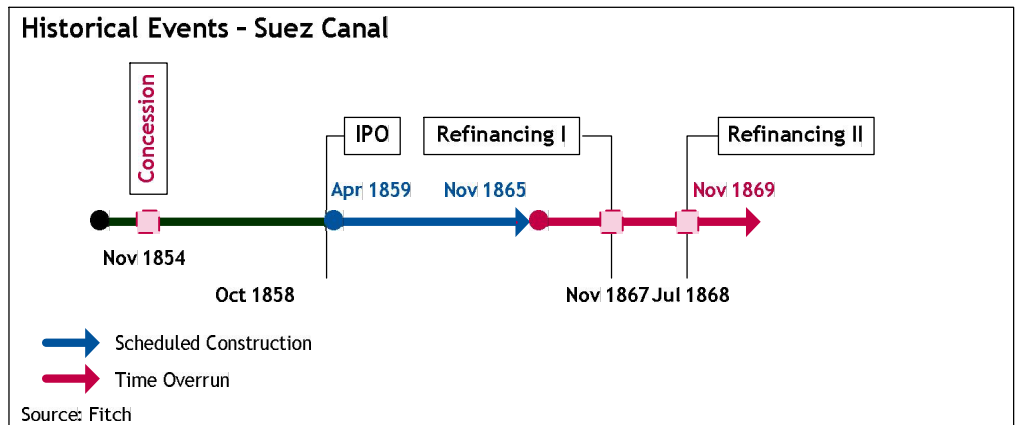 Historical Events – Suez Canal
Concession
IPO
Refinancing I
Refinancing II
Apr 1859
Nov 1865
Nov 1869
Nov 1854
Oct 1858
Nov 1867
Jul 1868
Scheduled Construction
Time Overrun
Source: Fitch